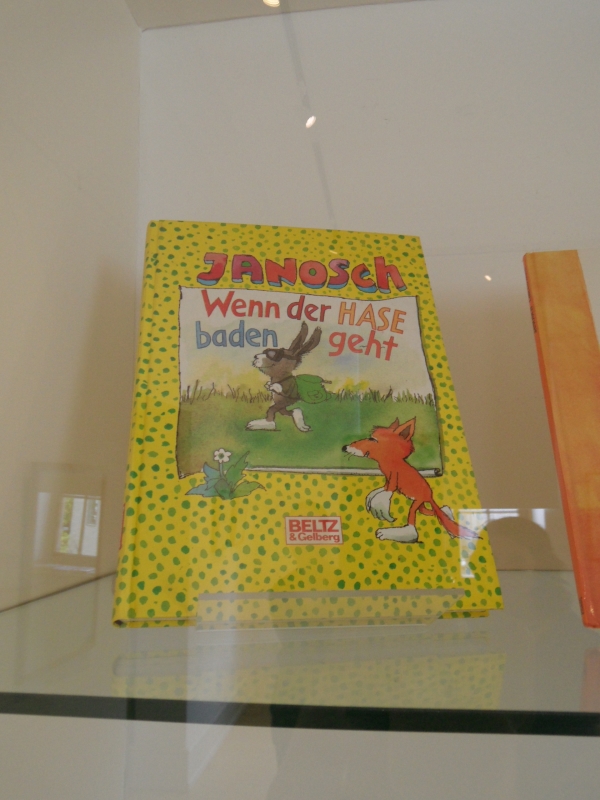 JANOSCH
Wenn der HASE
baden geht
BELTZ
& Gelberg